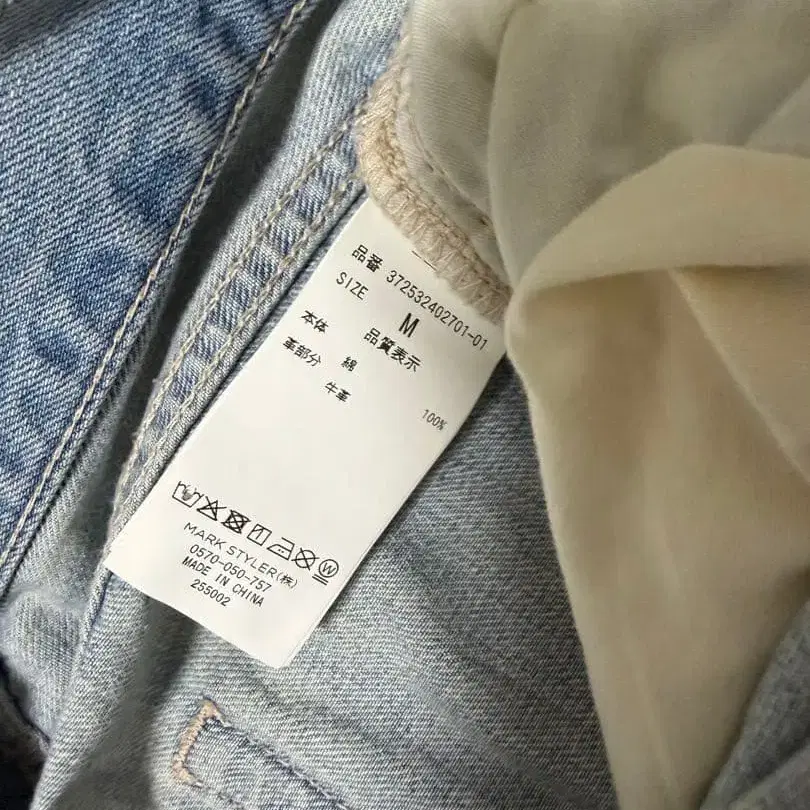 品番 372532402701-01
SIZE M
品質表示
本体 綿 100%
革部分 牛革
MARK STYLER(株)
0570-050-757
MADE IN CHINA
255002